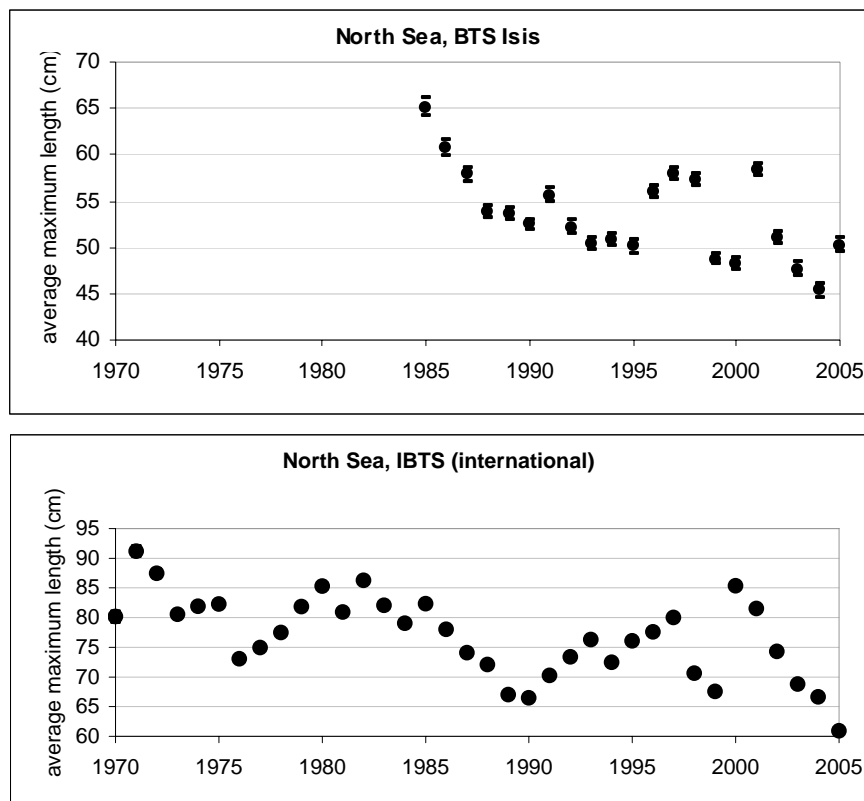 North Sea, BTS Isis
average maximum length (cm)
70
65
60
55
50
45
40
1970 1975 1980 1985 1990 1995 2000 2005
North Sea, IBTS (international)
average maximum length (cm)
95
90
85
80
75
70
65
60
1970 1975 1980 1985 1990 1995 2000 2005